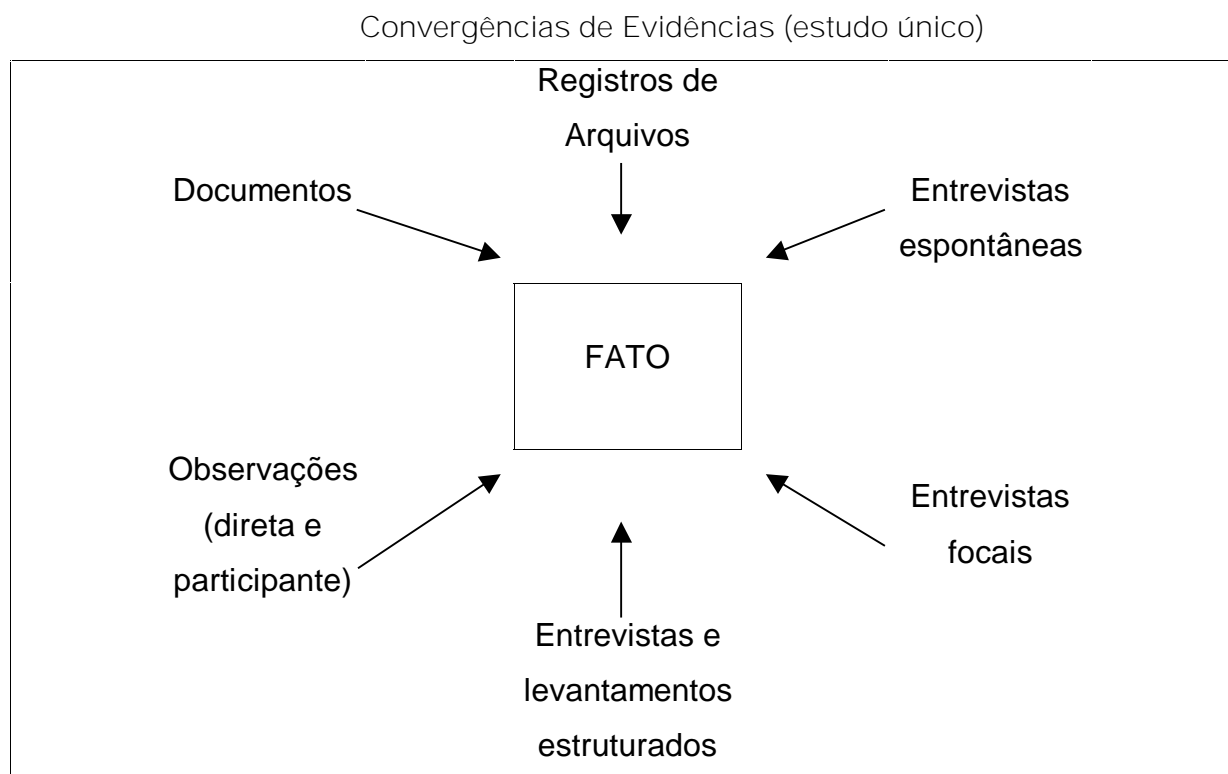 Convergências de Evidências (estudo único)
Registros de
Arquivos
Documentos
Entrevistas
espontâneas
FATO
Observações
(direta e
participante)
Entrevistas
focais
Entrevistas e
levantamentos
estruturados